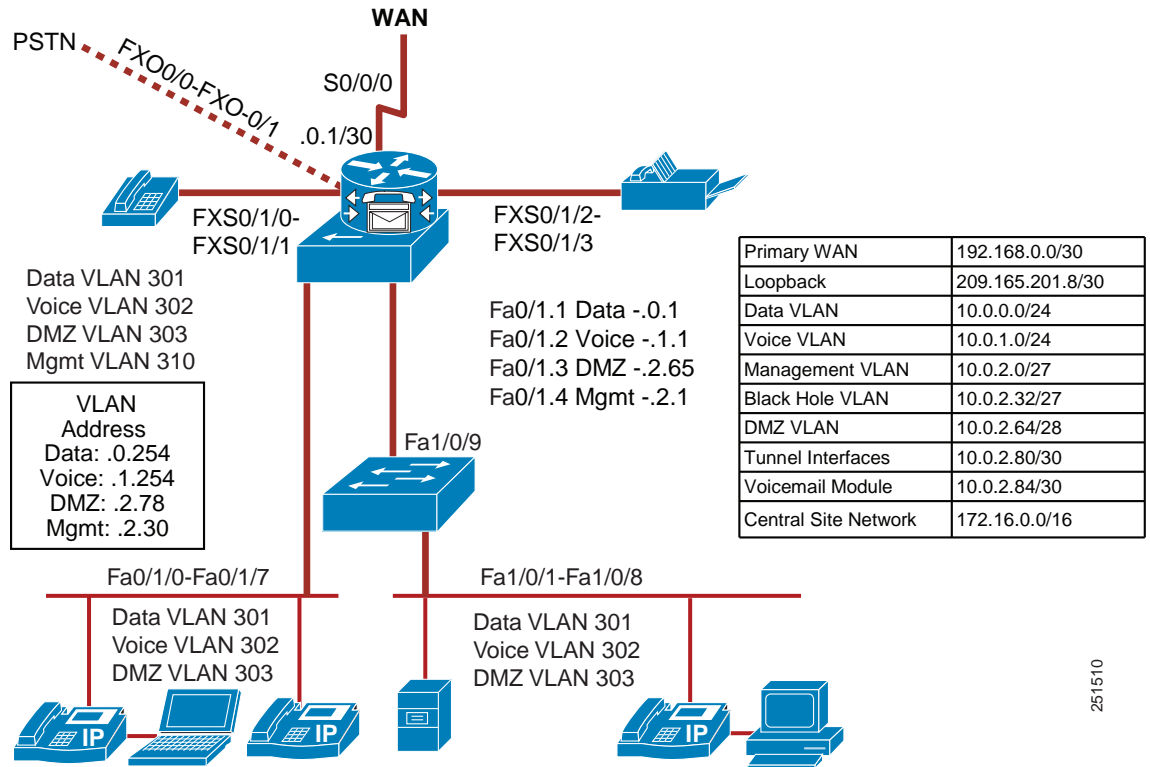 WAN
PSTN
FXO0/0-FXO-0/1
S0/0/0
.0.1/30
FXS0/1/0-
FXS0/1/1
FXS0/1/2-
FXS0/1/3
Data VLAN 301
Voice VLAN 302
DMZ VLAN 303
Mgmt VLAN 310
VLAN
Address
Data: .0.254
Voice: .1.254
DMZ: .2.78
Mgmt: .2.30
Fa0/1.1 Data -.0.1
Fa0/1.2 Voice -.1.1
Fa0/1.3 DMZ -.2.65
Fa0/1.4 Mgmt -.2.1
Primary WAN 192.168.0.0/30
Loopback 209.165.201.8/30
Data VLAN 10.0.0.0/24
Voice VLAN 10.0.1.0/24
Management VLAN 10.0.2.0/27
Black Hole VLAN 10.0.2.32/27
DMZ VLAN 10.0.2.64/28
Tunnel Interfaces 10.0.2.80/30
Voicemail Module 10.0.2.84/30
Central Site Network 172.16.0.0/16
Fa1/0/9
Fa0/1/0-Fa0/1/7
Data VLAN 301
Voice VLAN 302
DMZ VLAN 303
Fa1/0/1-Fa1/0/8
Data VLAN 301
Voice VLAN 302
DMZ VLAN 303
IP
IP
IP
251510